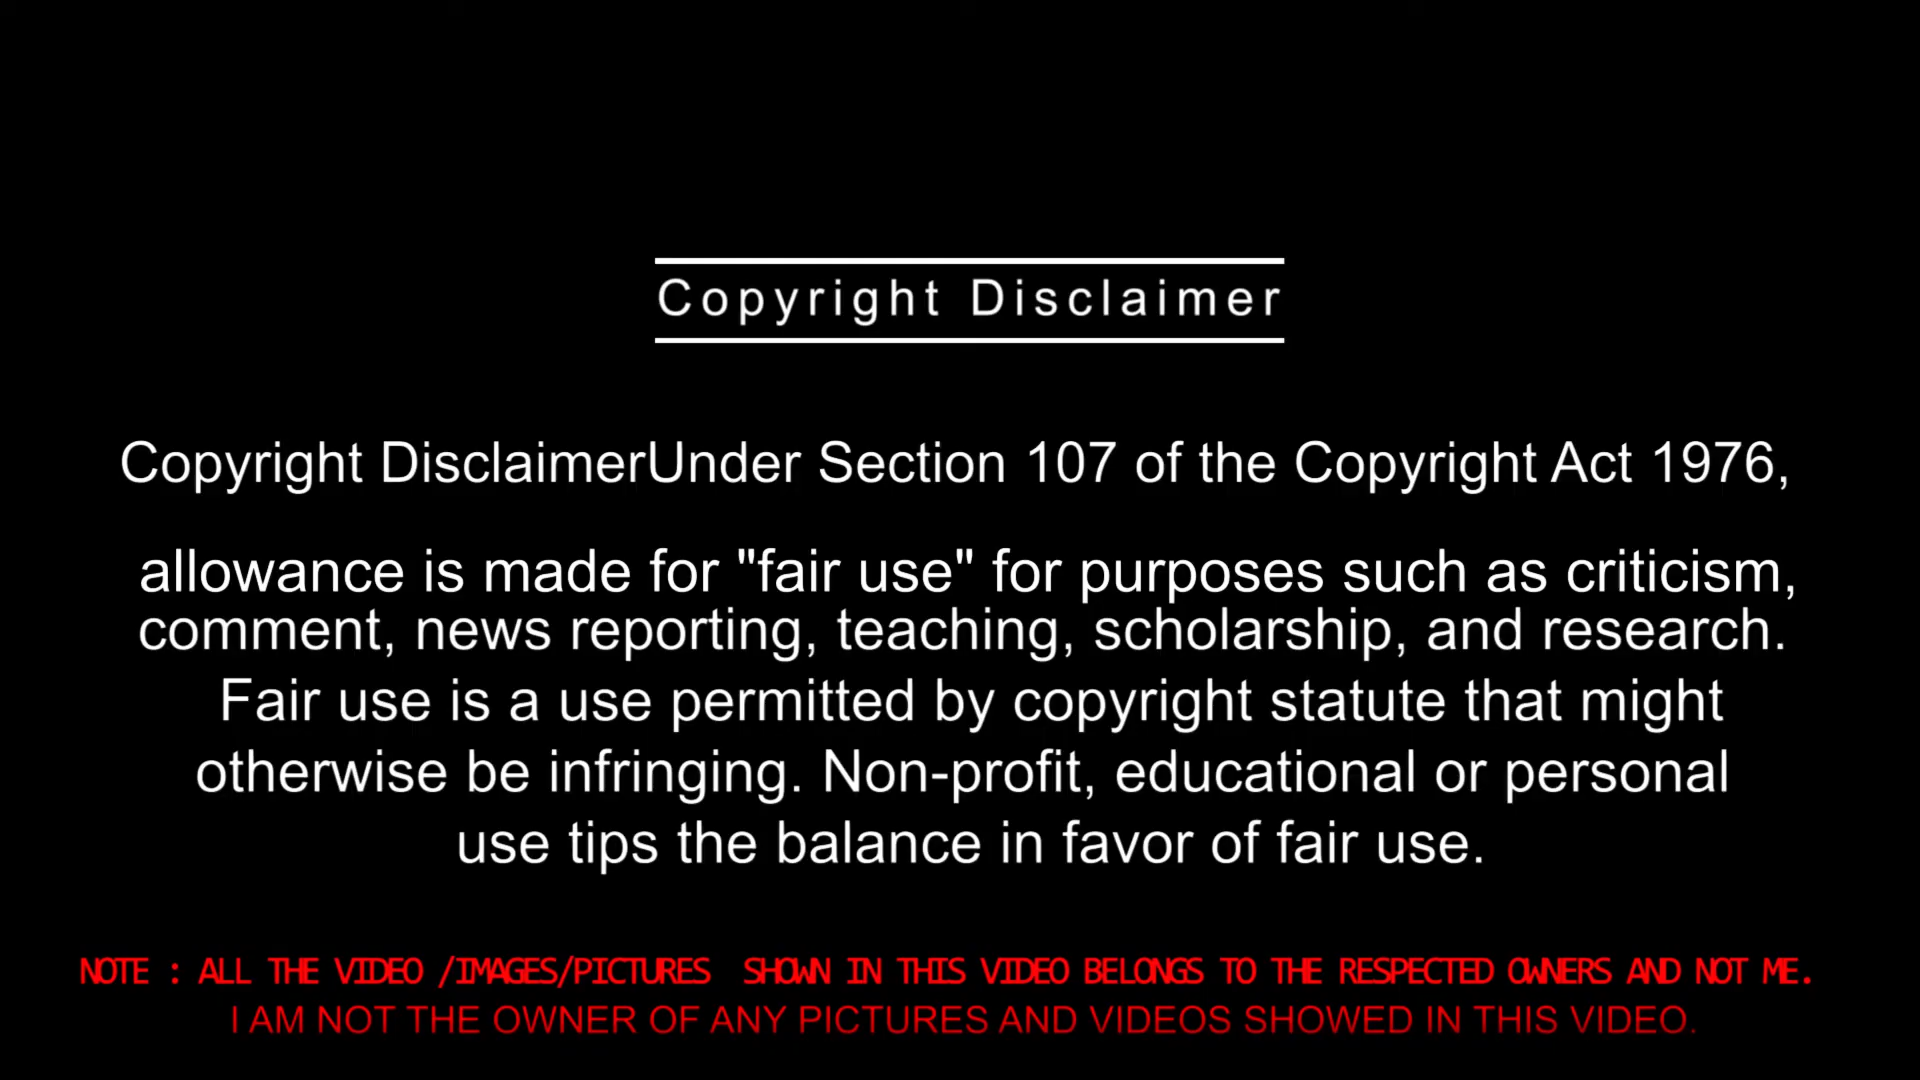 Copyright Disclaimer
Copyright DisclaimerUnder Section 107 of the Copyright Act 1976,
allowance is made for "fair use" for purposes such as criticism,
comment, news reporting, teaching, scholarship, and research.
Fair use is a use permitted by copyright statute that might
otherwise be infringing. Non-profit, educational or personal
use tips the balance in favor of fair use.
NOTE : ALL THE VIDEO /IMAGES/PICTURES  SHOWN IN THIS VIDEO BELONGS TO THE RESPECTED OWNERS AND NOT ME.
I AM NOT THE OWNER OF ANY PICTURES AND VIDEOS SHOWED IN THIS VIDEO.